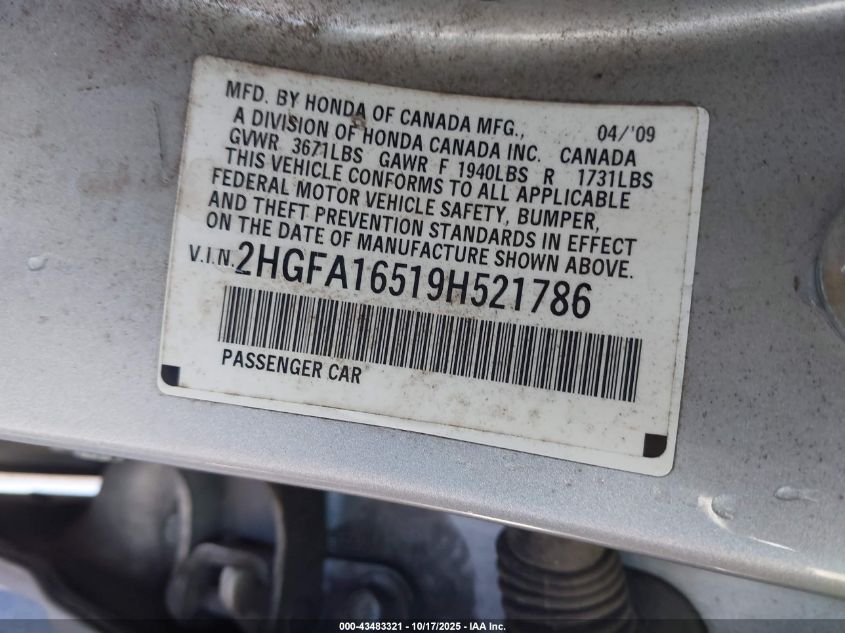 MFD. BY HONDA OF CANADA MFG., 04/'09
A DIVISION OF HONDA CANADA INC. CANADA
GVWR 3671LBS GAWR F 1940LBS R 1731LBS
THIS VEHICLE CONFORMS TO ALL APPLICABLE
FEDERAL MOTOR VEHICLE SAFETY, BUMPER,
AND THEFT PREVENTION STANDARDS IN EFFECT
ON THE DATE OF MANUFACTURE SHOWN ABOVE.
V.I.N. 2HGFA16519H521786
PASSENGER CAR
000-43483321 - 10/17/2025 - IAA Inc.